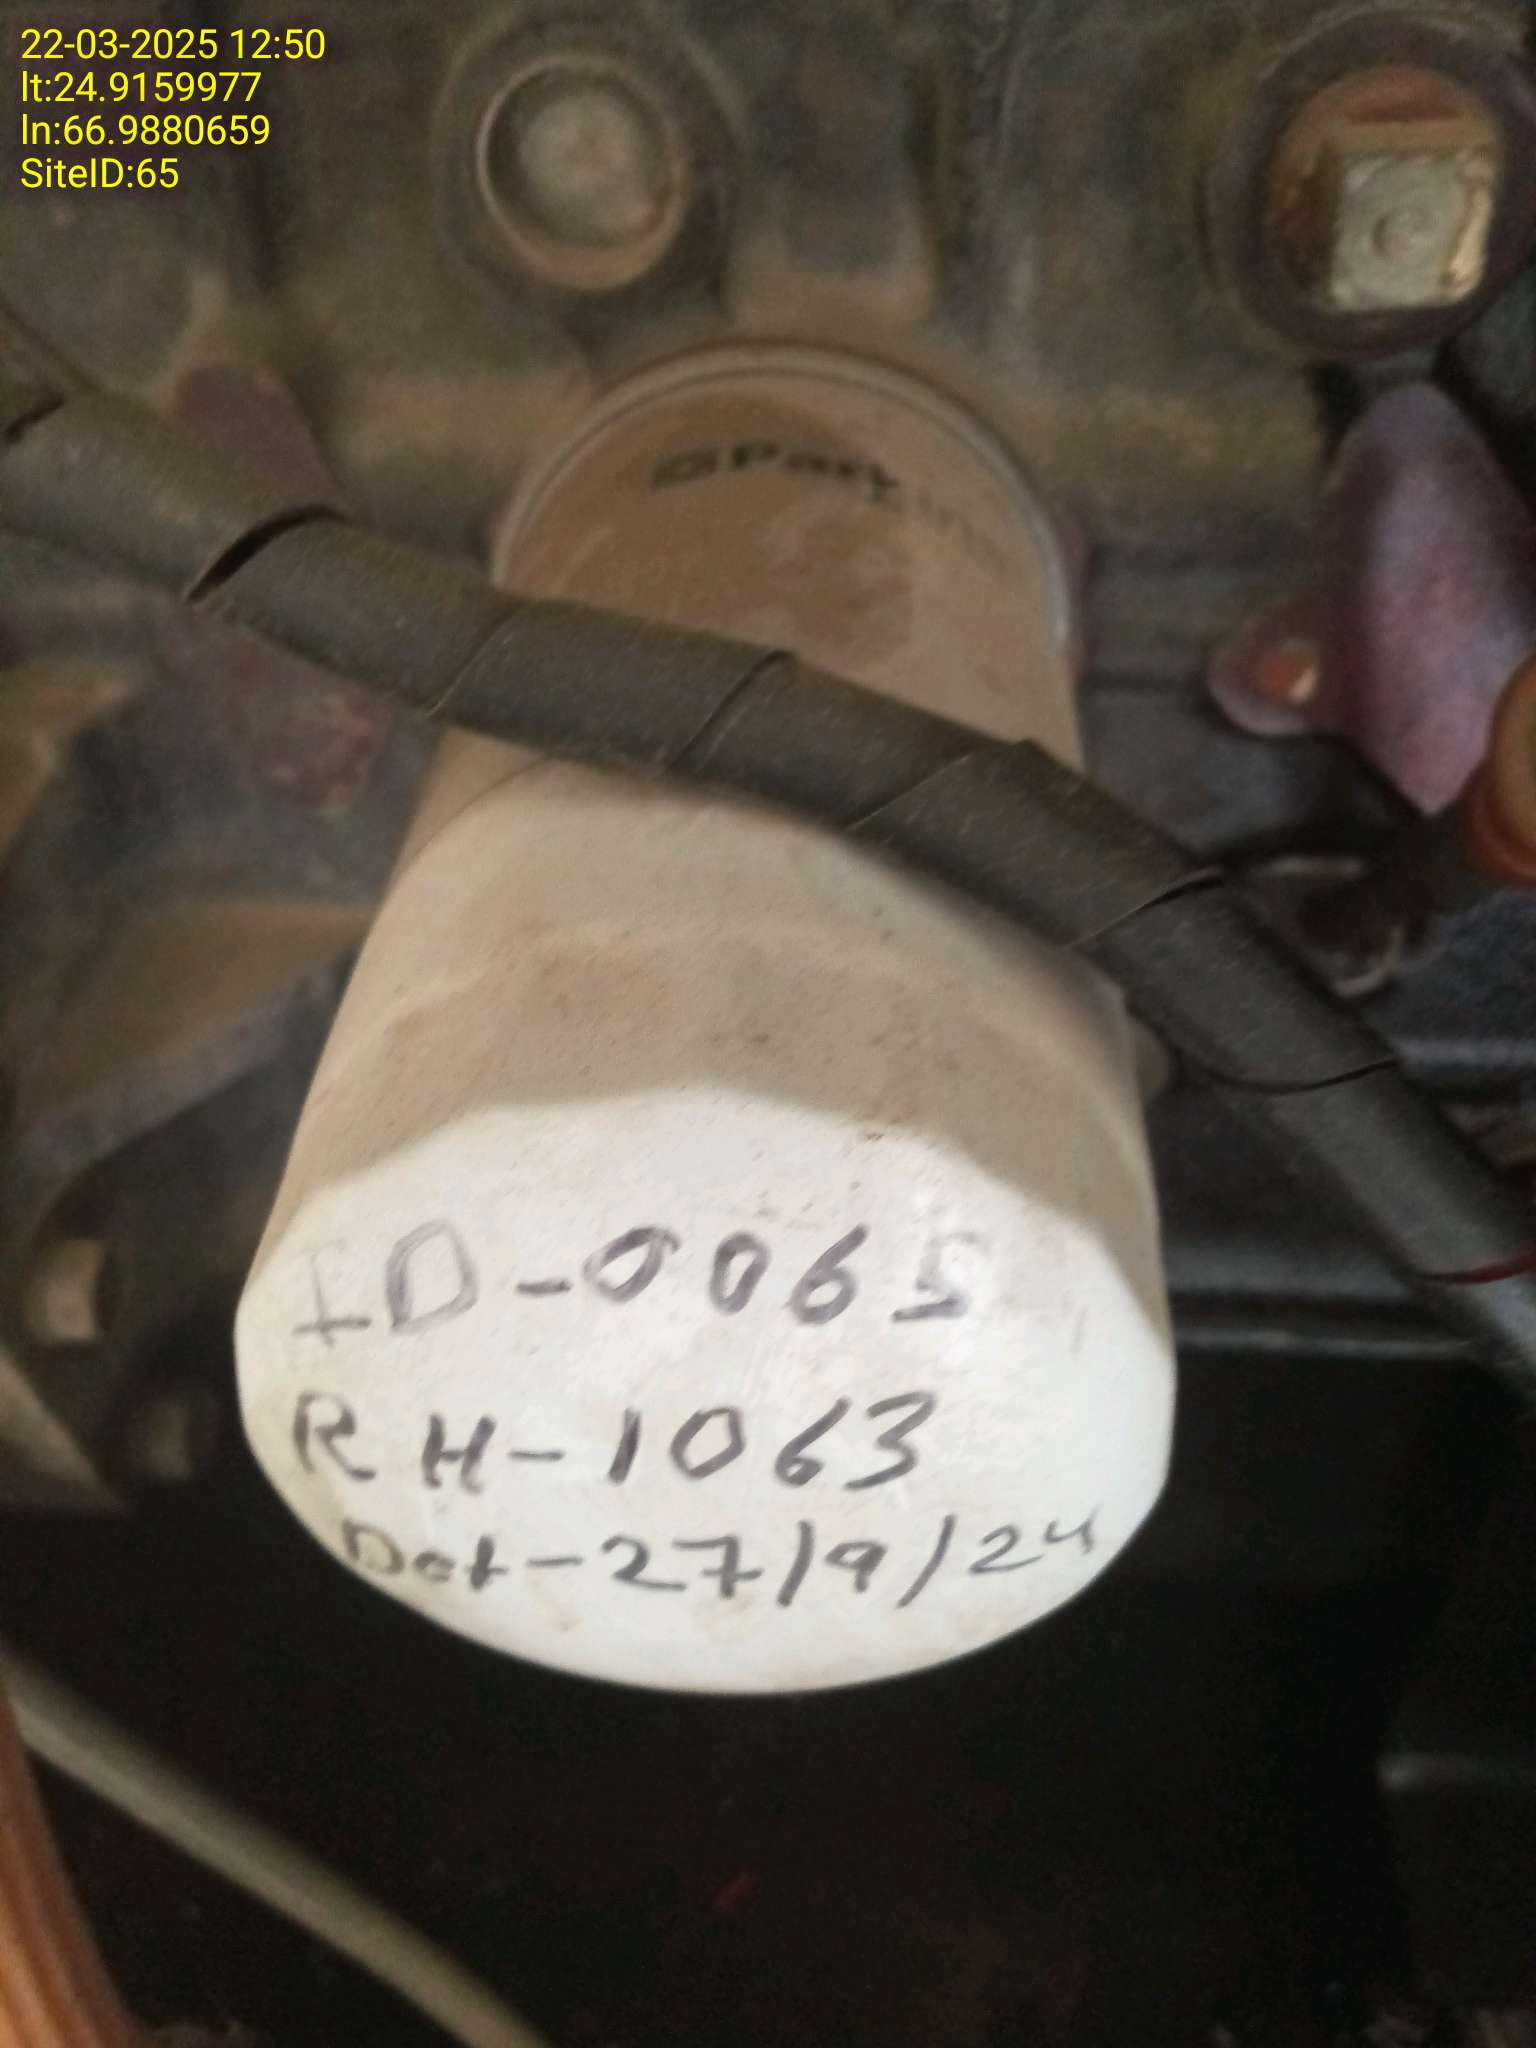 22-03-2025 12:50
lt:24.9159977
ln:66.9880659
SiteID:65
ID-0065
RH-1063
Dat-27/9/24